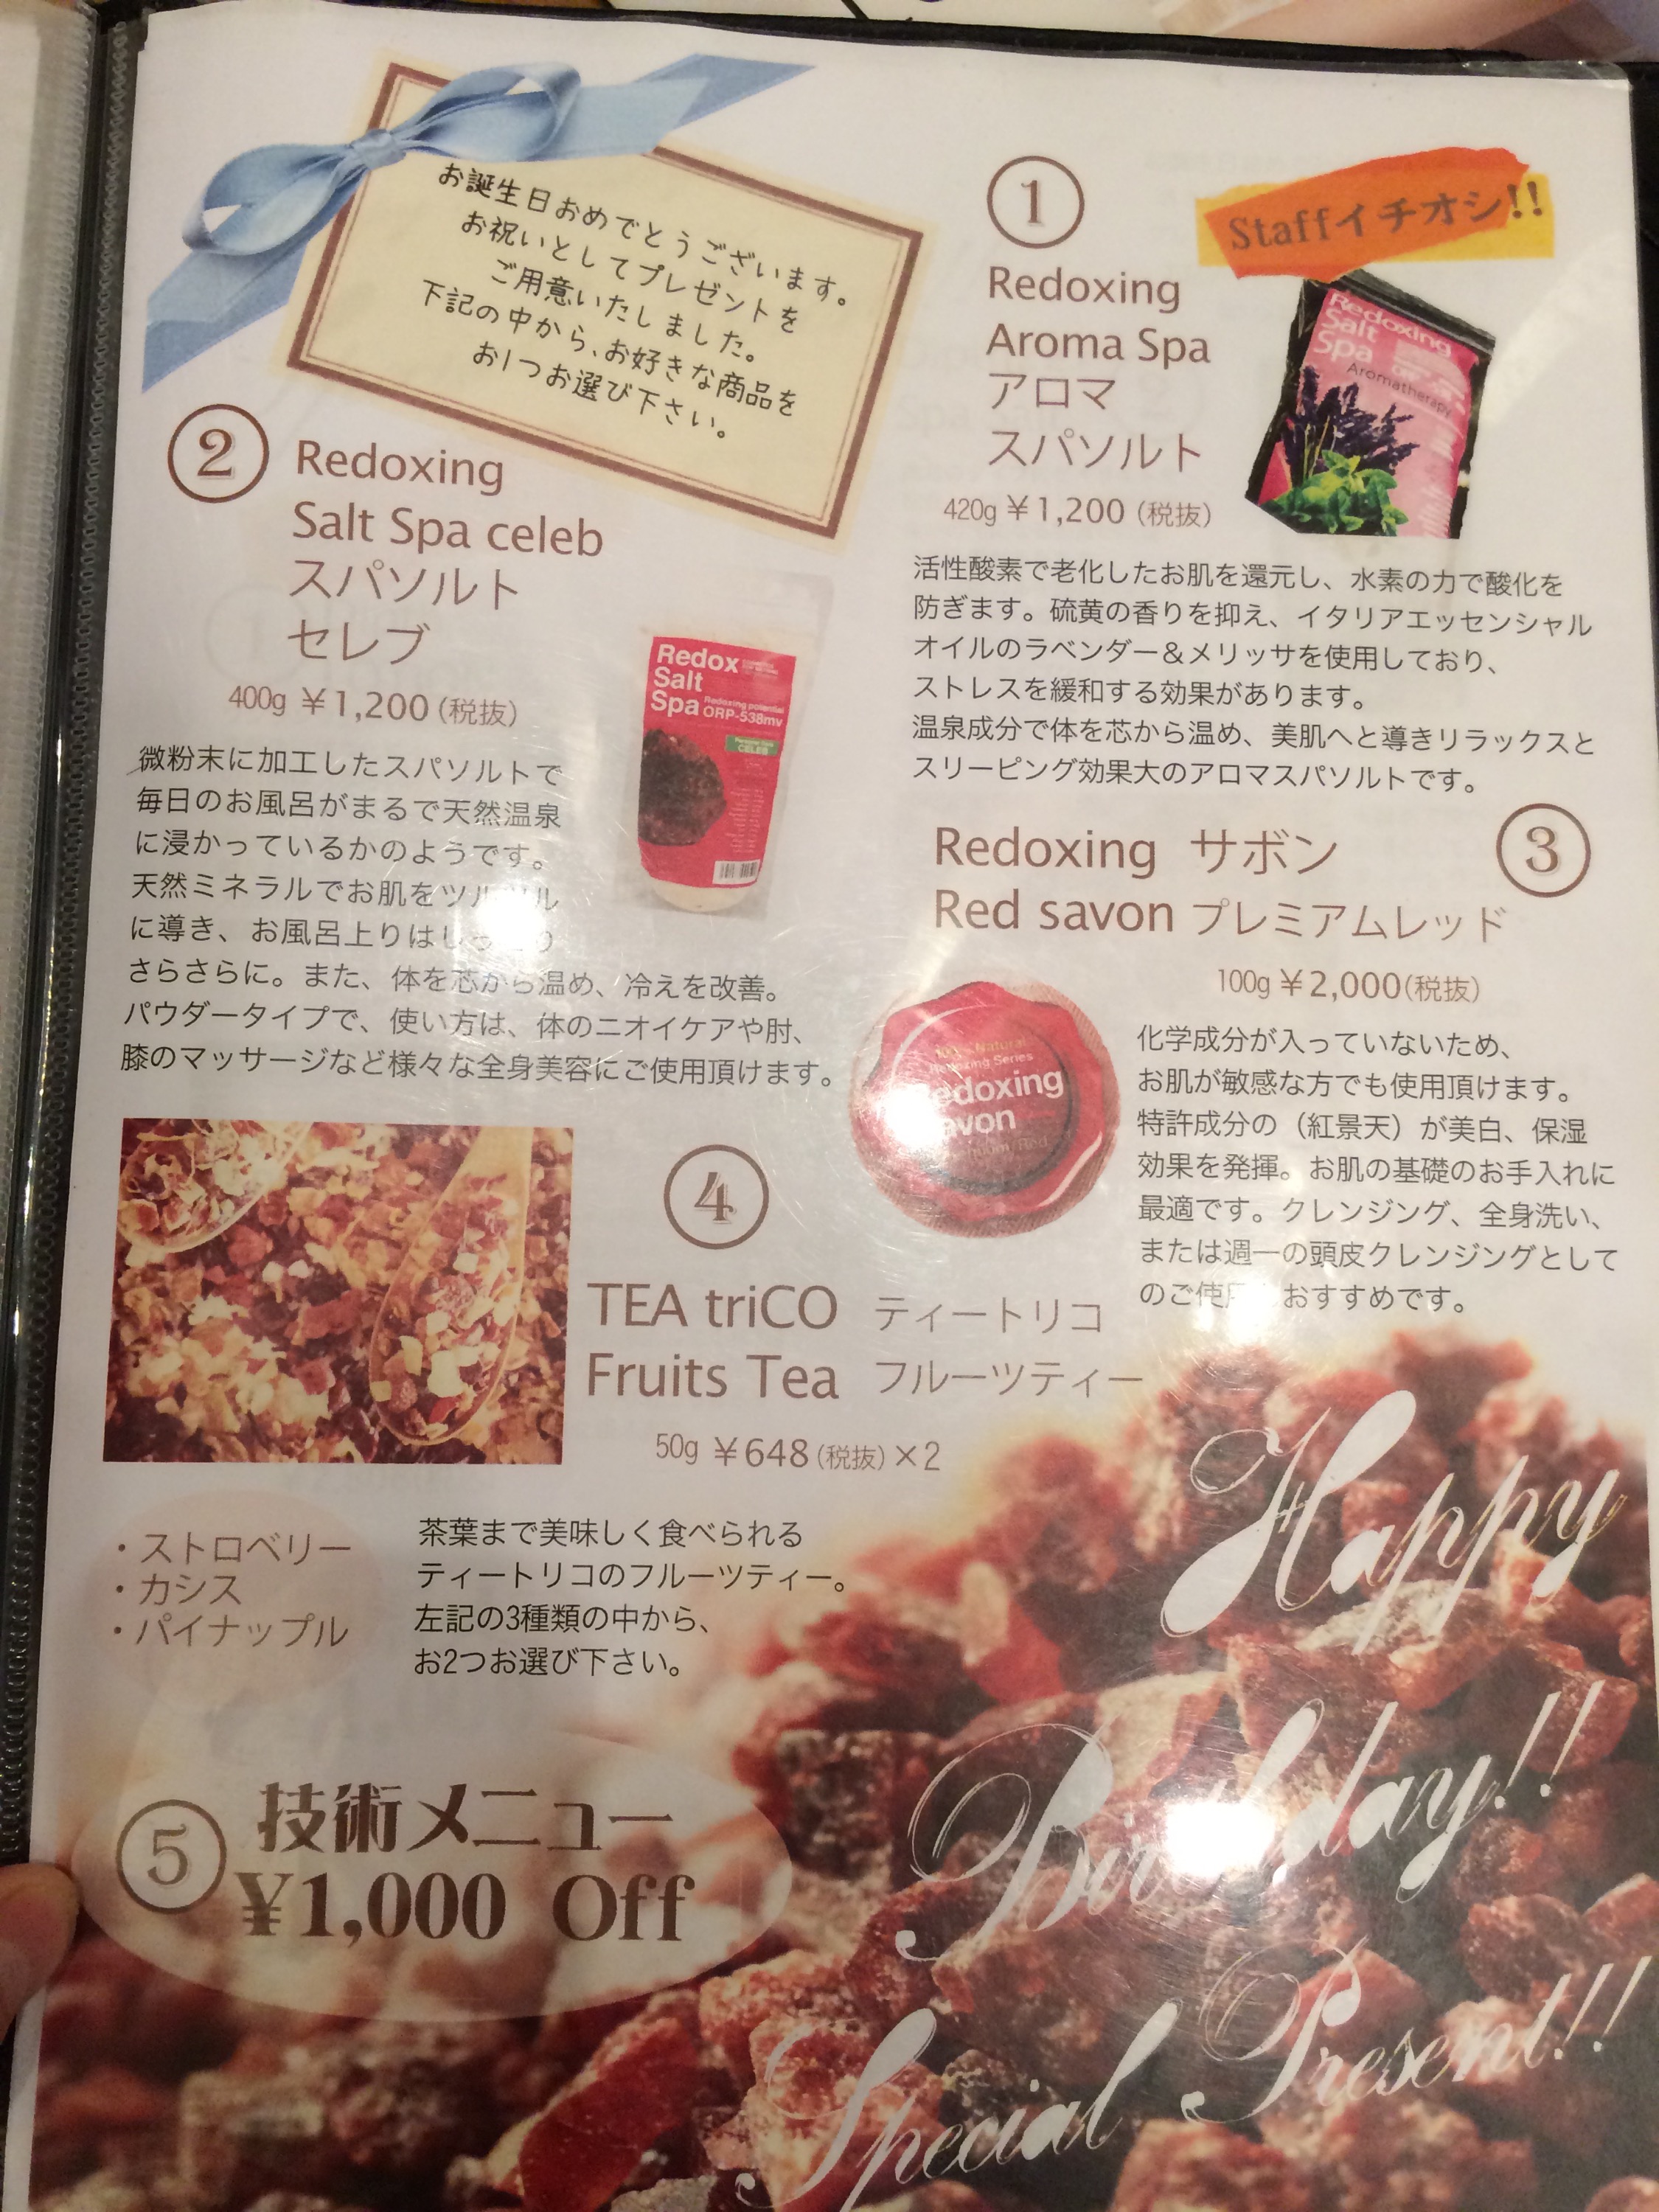 お誕生日おめでとうございます。
お祝いとしてプレゼントを
ご用意いたしました。
下記の中から、お好きな商品を
お1つお選び下さい。
①
Staffイチオシ!!
Redoxing
Aroma Spa
アロマ
スパソルト
420g ￥1,200 (税抜)
Redoxing
Salt
Spa
Aromatherapy
活性酸素で老化したお肌を還元し、水素の力で酸化を
防ぎます。硫黄の香りを抑え、イタリアエッセンシャル
オイルのラベンダー＆メリッサを使用しており、
ストレスを緩和する効果があります。
温泉成分で体を芯から温め、美肌へと導きリラックスと
スリーピング効果大のアロマスパソルトです。
②
Redoxing
Salt Spa celeb
スパソルト
セレブ
400g ￥1,200 (税抜)
Redox
Salt
Spa
Redoxing potential
ORP-538mv
CELEB
微粉末に加工したスパソルトで
毎日のお風呂がまるで天然温泉
に浸かっているかのようです。
天然ミネラルでお肌をツルツル
に導き、お風呂上りはしっとり
さらさらに。また、体を芯から温め、冷えを改善。
パウダータイプで、使い方は、体のニオイケアや肘、
膝のマッサージなど様々な全身美容にご使用頂けます。
③
Redoxing サボン
Red savon プレミアムレッド
100g ￥2,000(税抜)
100% Natural
Redoxing Series
edoxing
avon
化学成分が入っていないため、
お肌が敏感な方でも使用頂けます。
特許成分の（紅景天）が美白、保湿
効果を発揮。お肌の基礎のお手入れに
最適です。クレンジング、全身洗い、
または週一の頭皮クレンジングとして
のご使 おすすめです。
④
TEA triCO ティートリコ
Fruits Tea フルーツティー
50g ￥648 (税抜) ×2
・ストロベリー
・カシス
・パイナップル
茶葉まで美味しく食べられる
ティートリコのフルーツティー。
左記の3種類の中から、
お2つお選び下さい。
⑤
技術メニュー
¥1,000 Off
Happy
Birthday!!
Special Present!!